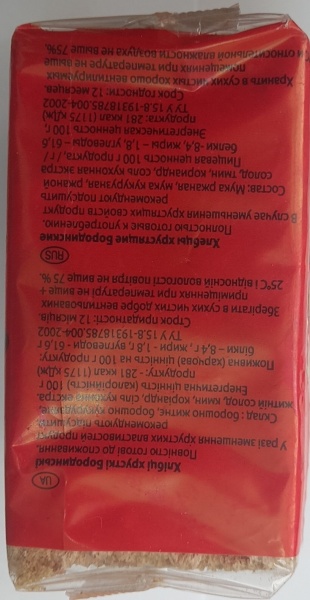 UA
Хлібці хрусткі Бородинські
Повністю готові до споживання.
У разі зменшення хрустких властивостей продукту
рекомендують підсушить.
Склад: борошно житнє, борошно кукурудзяне,
житній солод, кмин, коріандр, сіль кухонна екстра.
Енергетична цінність (калорійність) 100 г
продукту: - 281 ккал (1175 кДж)
Поживна (харчова) цінність на 100 г продукту:
білки - 8,4 г, жири - 1,8 г, вуглеводи - 61,6 г
ТУ У 15.8-19318785.004-2002
Строк придатності: 12 місяців
Зберігати в сухих чистих добре вентильованих
приміщеннях при температурі не вище +
25°С і відносній вологості повітря не вище 75%.
RUS
Хлебцы хрустящие Бородинские
Полностью готовые к употреблению.
В случае уменьшения хрустящих свойств продукт
рекомендуют подсушить
Состав: Мука ржаная, мука кукурузная, ржаной
солод, тмин, кориандр, соль кухонная экстра
Пищевая ценность 100 г продукта, / г /
белки - 8,4, жиры – 1,8, углеводы – 61,6
Энергетическая ценность, 100 г,
продукта: 281 ккал (1175 кДж)
ТУ У 15.8-19318785.004-2002
Срок годности: 12 месяцев.
Хранить в сухих чистых хорошо вентилируемых
помещениях при температуре не выше
и относительной влажности воздуха не выше 75%.